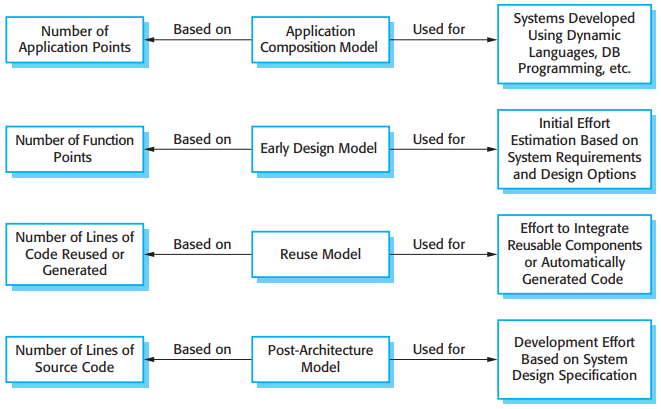 Number of
Application Points
Based on
Application
Composition Model
Used for
Systems Developed
Using Dynamic
Languages, DB
Programming, etc.
Number of Function
Points
Based on
Early Design Model
Used for
Initial Effort
Estimation Based on
System Requirements
and Design Options
Number of Lines of
Code Reused or
Generated
Based on
Reuse Model
Used for
Effort to Integrate
Reusable Components
or Automatically
Generated Code
Number of Lines of
Source Code
Based on
Post-Architecture
Model
Used for
Development Effort
Based on System
Design Specification